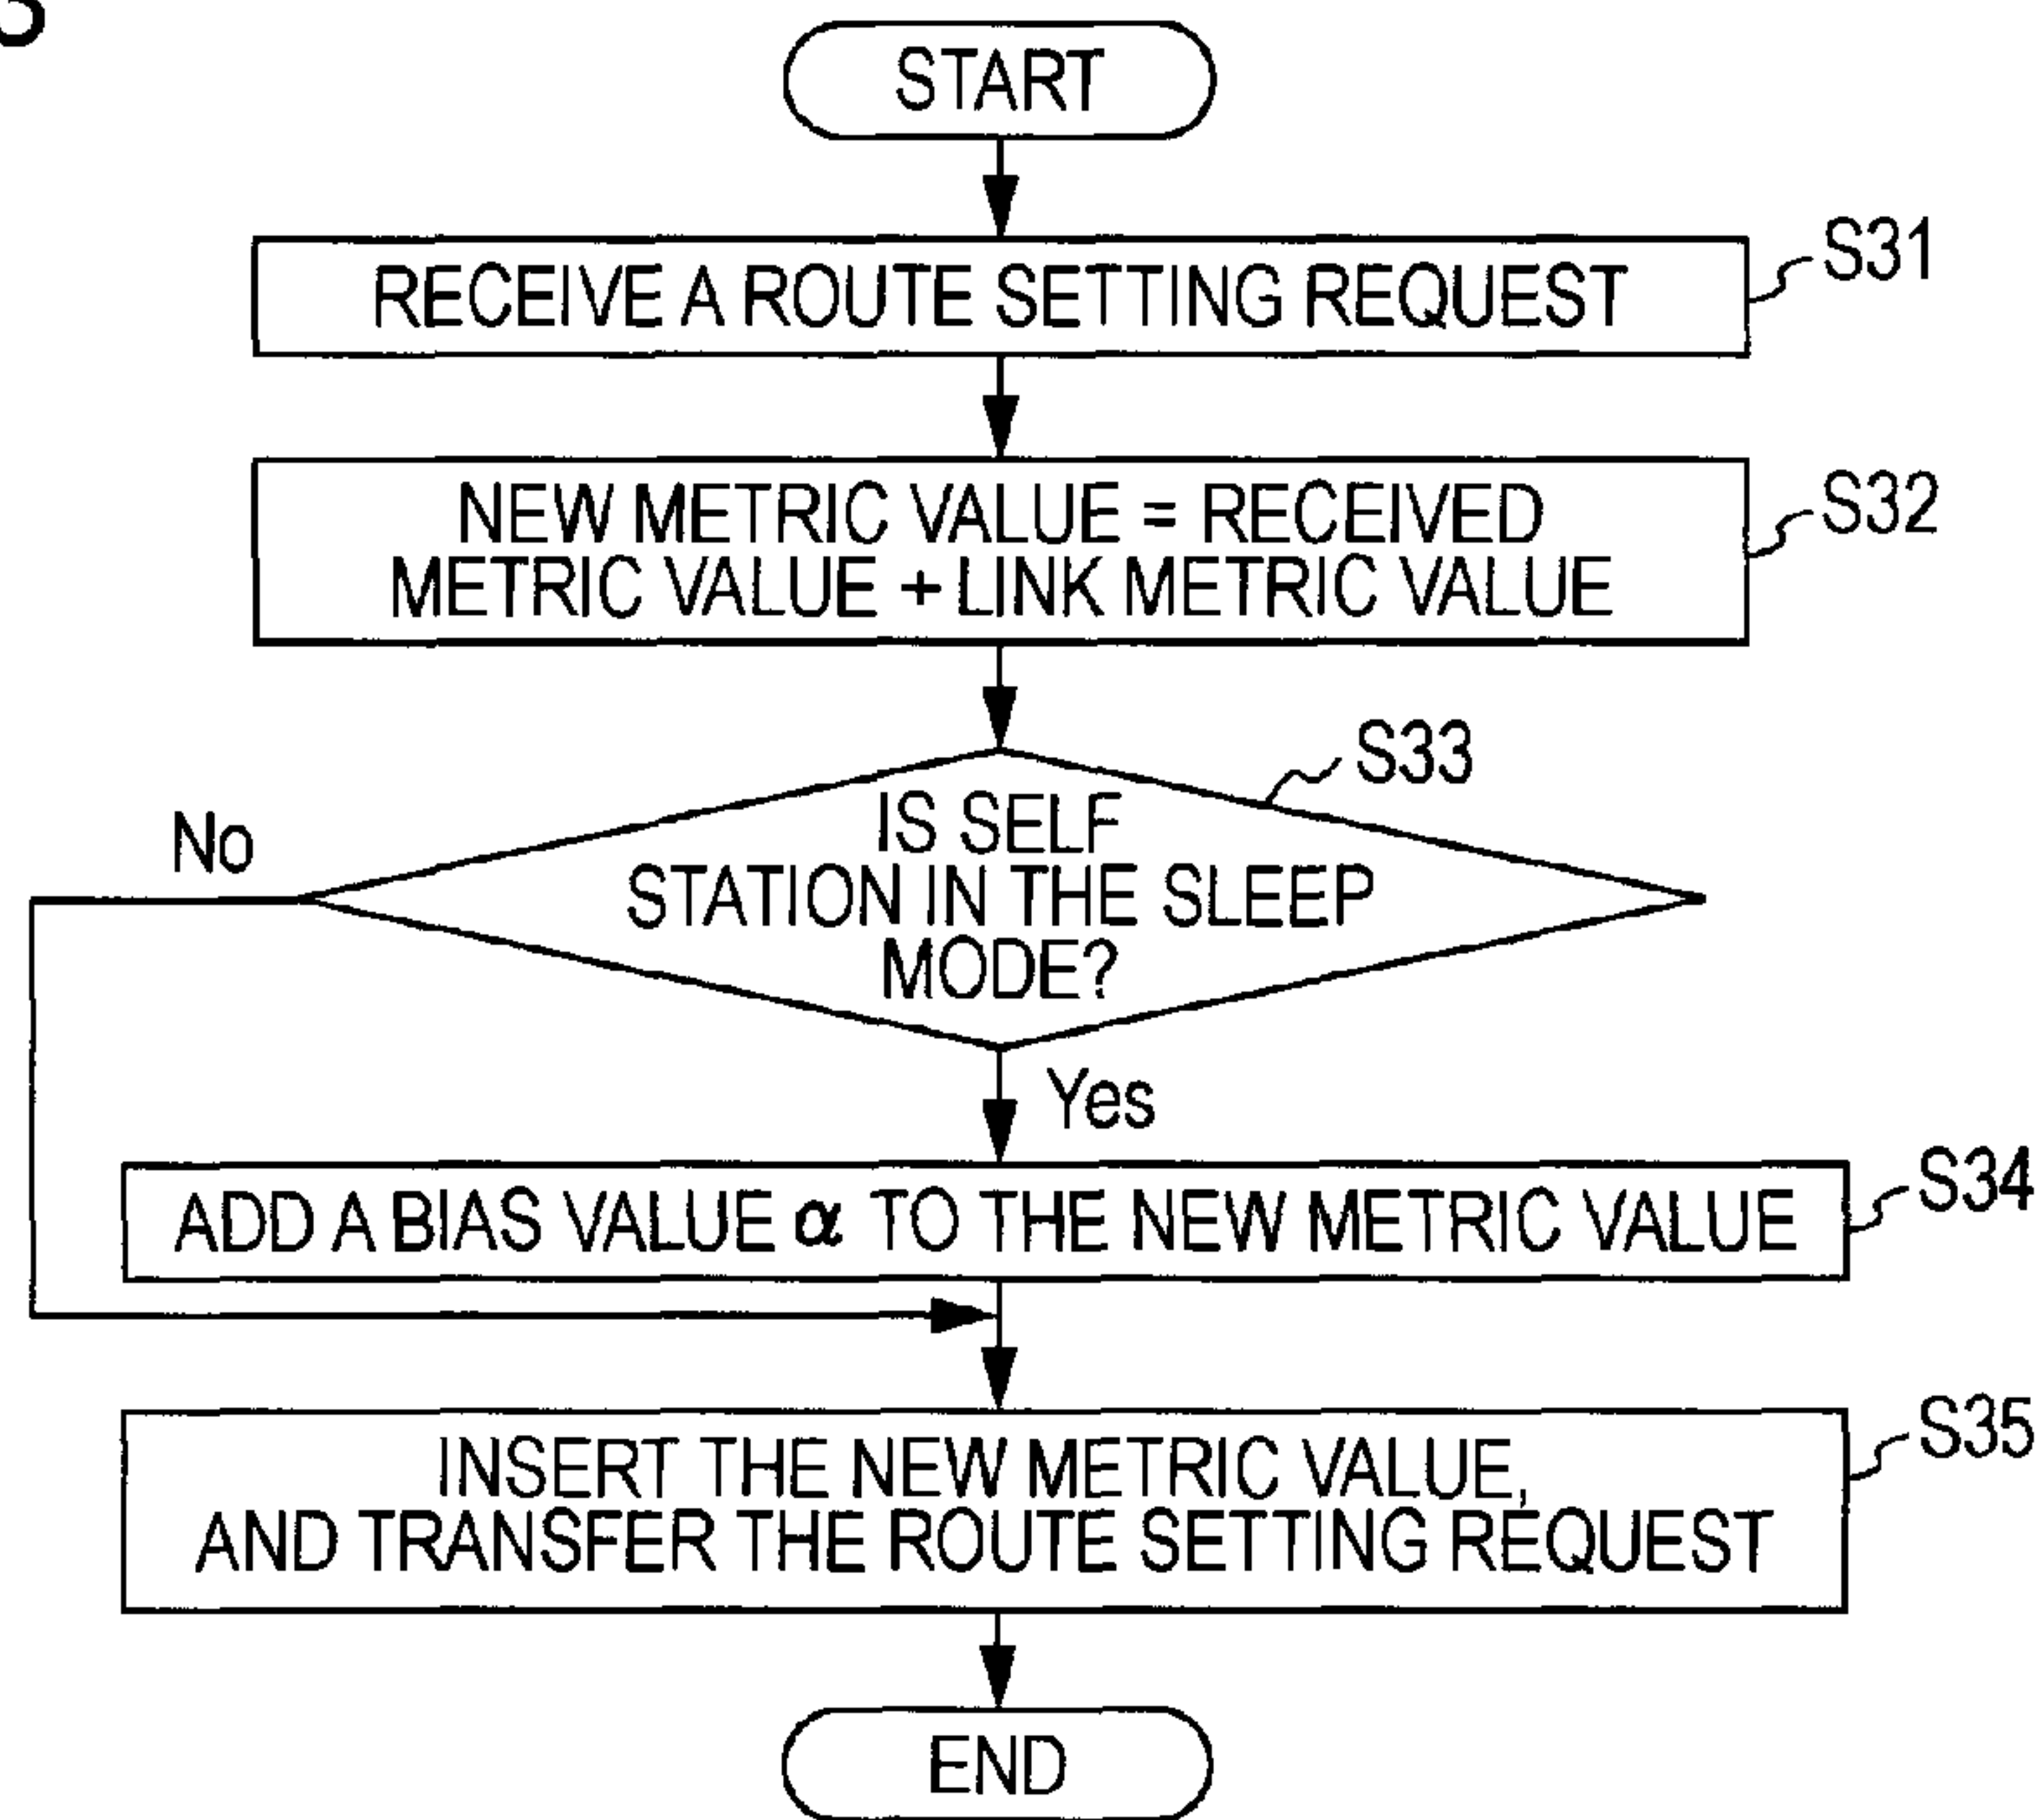 START
RECEIVE A ROUTE SETTING REQUEST
S31
NEW METRIC VALUE = RECEIVED
METRIC VALUE + LINK METRIC VALUE
S32
S33
IS SELF
STATION IN THE SLEEP
MODE?
No
Yes
ADD A BIAS VALUE α TO THE NEW METRIC VALUE
S34
INSERT THE NEW METRIC VALUE,
AND TRANSFER THE ROUTE SETTING REQUEST
S35
END